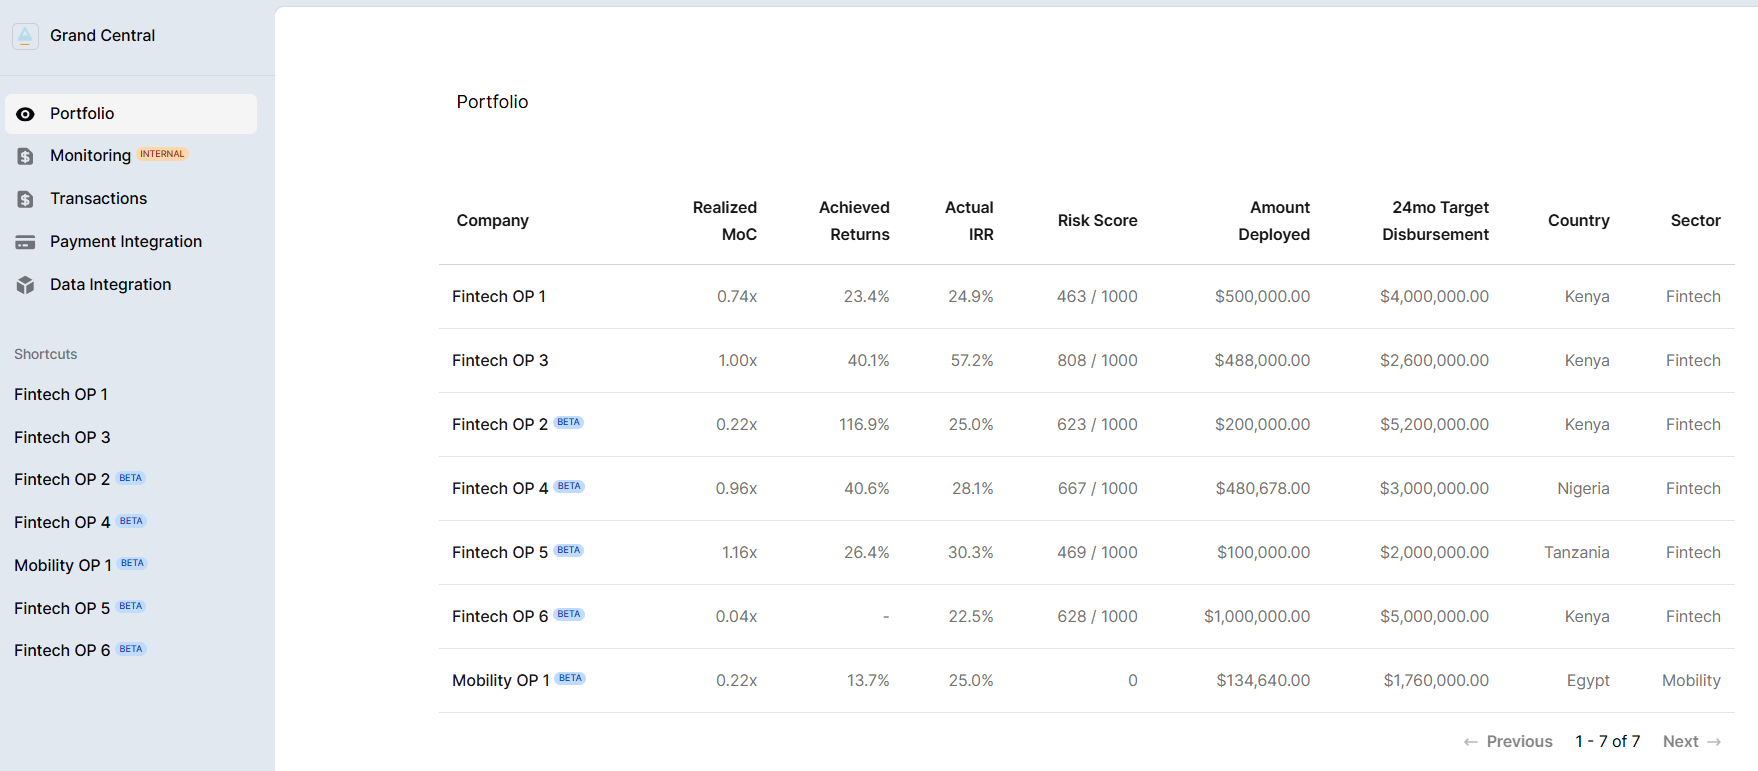 Grand Central
Portfolio
Monitoring INTERNAL
Transactions
Payment Integration
Data Integration
Shortcuts
Fintech OP 1
Fintech OP 3
Fintech OP 2 BETA
Fintech OP 4 BETA
Mobility OP 1 BETA
Fintech OP 5 BETA
Fintech OP 6 BETA
Portfolio
Company Realized MoC Achieved Returns Actual IRR Risk Score Amount Deployed 24mo Target Disbursement Country Sector
Fintech OP 1 0.74x 23.4% 24.9% 463 / 1000 $500,000.00 $4,000,000.00 Kenya Fintech
Fintech OP 3 1.00x 40.1% 57.2% 808 / 1000 $488,000.00 $2,600,000.00 Kenya Fintech
Fintech OP 2 BETA 0.22x 116.9% 25.0% 623 / 1000 $200,000.00 $5,200,000.00 Kenya Fintech
Fintech OP 4 BETA 0.96x 40.6% 28.1% 667 / 1000 $480,678.00 $3,000,000.00 Nigeria Fintech
Fintech OP 5 BETA 1.16x 26.4% 30.3% 469 / 1000 $100,000.00 $2,000,000.00 Tanzania Fintech
Fintech OP 6 BETA 0.04x - 22.5% 628 / 1000 $1,000,000.00 $5,000,000.00 Kenya Fintech
Mobility OP 1 BETA 0.22x 13.7% 25.0% 0 $134,640.00 $1,760,000.00 Egypt Mobility
← Previous 1 - 7 of 7 Next →